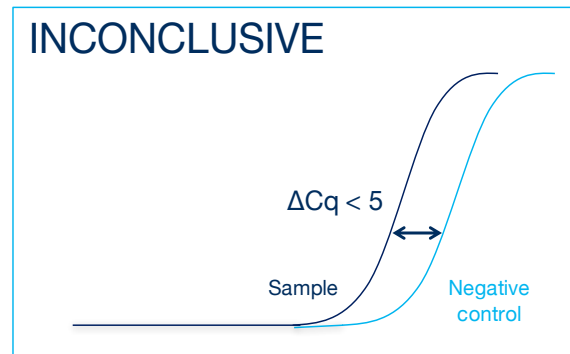 INCONCLUSIVE
ΔCq < 5
Sample
Negative
control